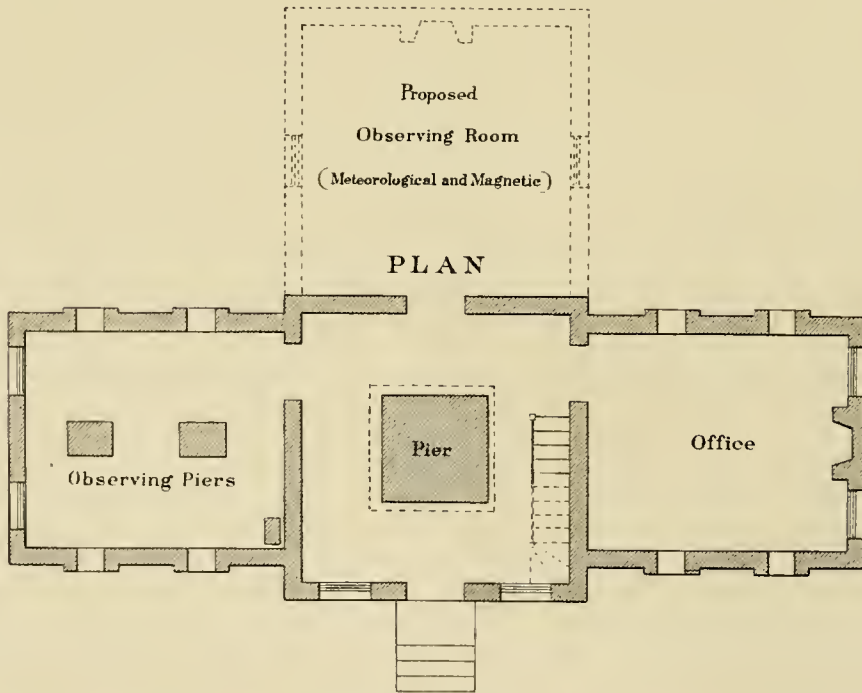 Proposed
Observing Room
(Meteorological and Magnetic)
PLAN
Observing Piers
Pier
Office